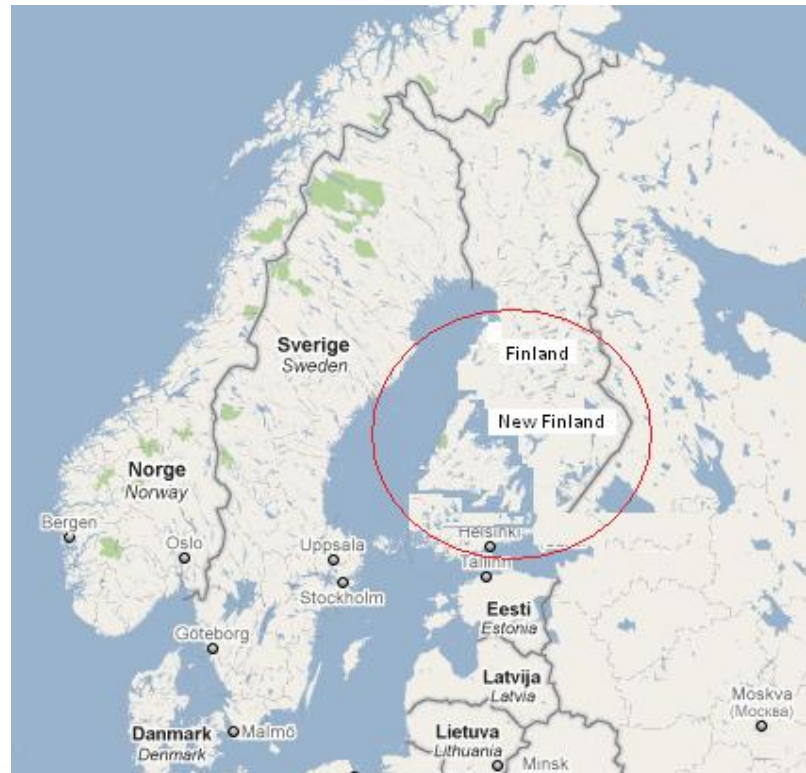 Finland
Sverige
Sweden
New Finland
Norge
Norway
Bergen
Oslo
Uppsala
Helsinki
Tallinn
Stockholm
Eesti
Estonia
Göteborg
Latvija
Latvia
Moskva
(Москва)
Danmark
Denmark
Malmö
Lietuva
Lithuania
Minsk